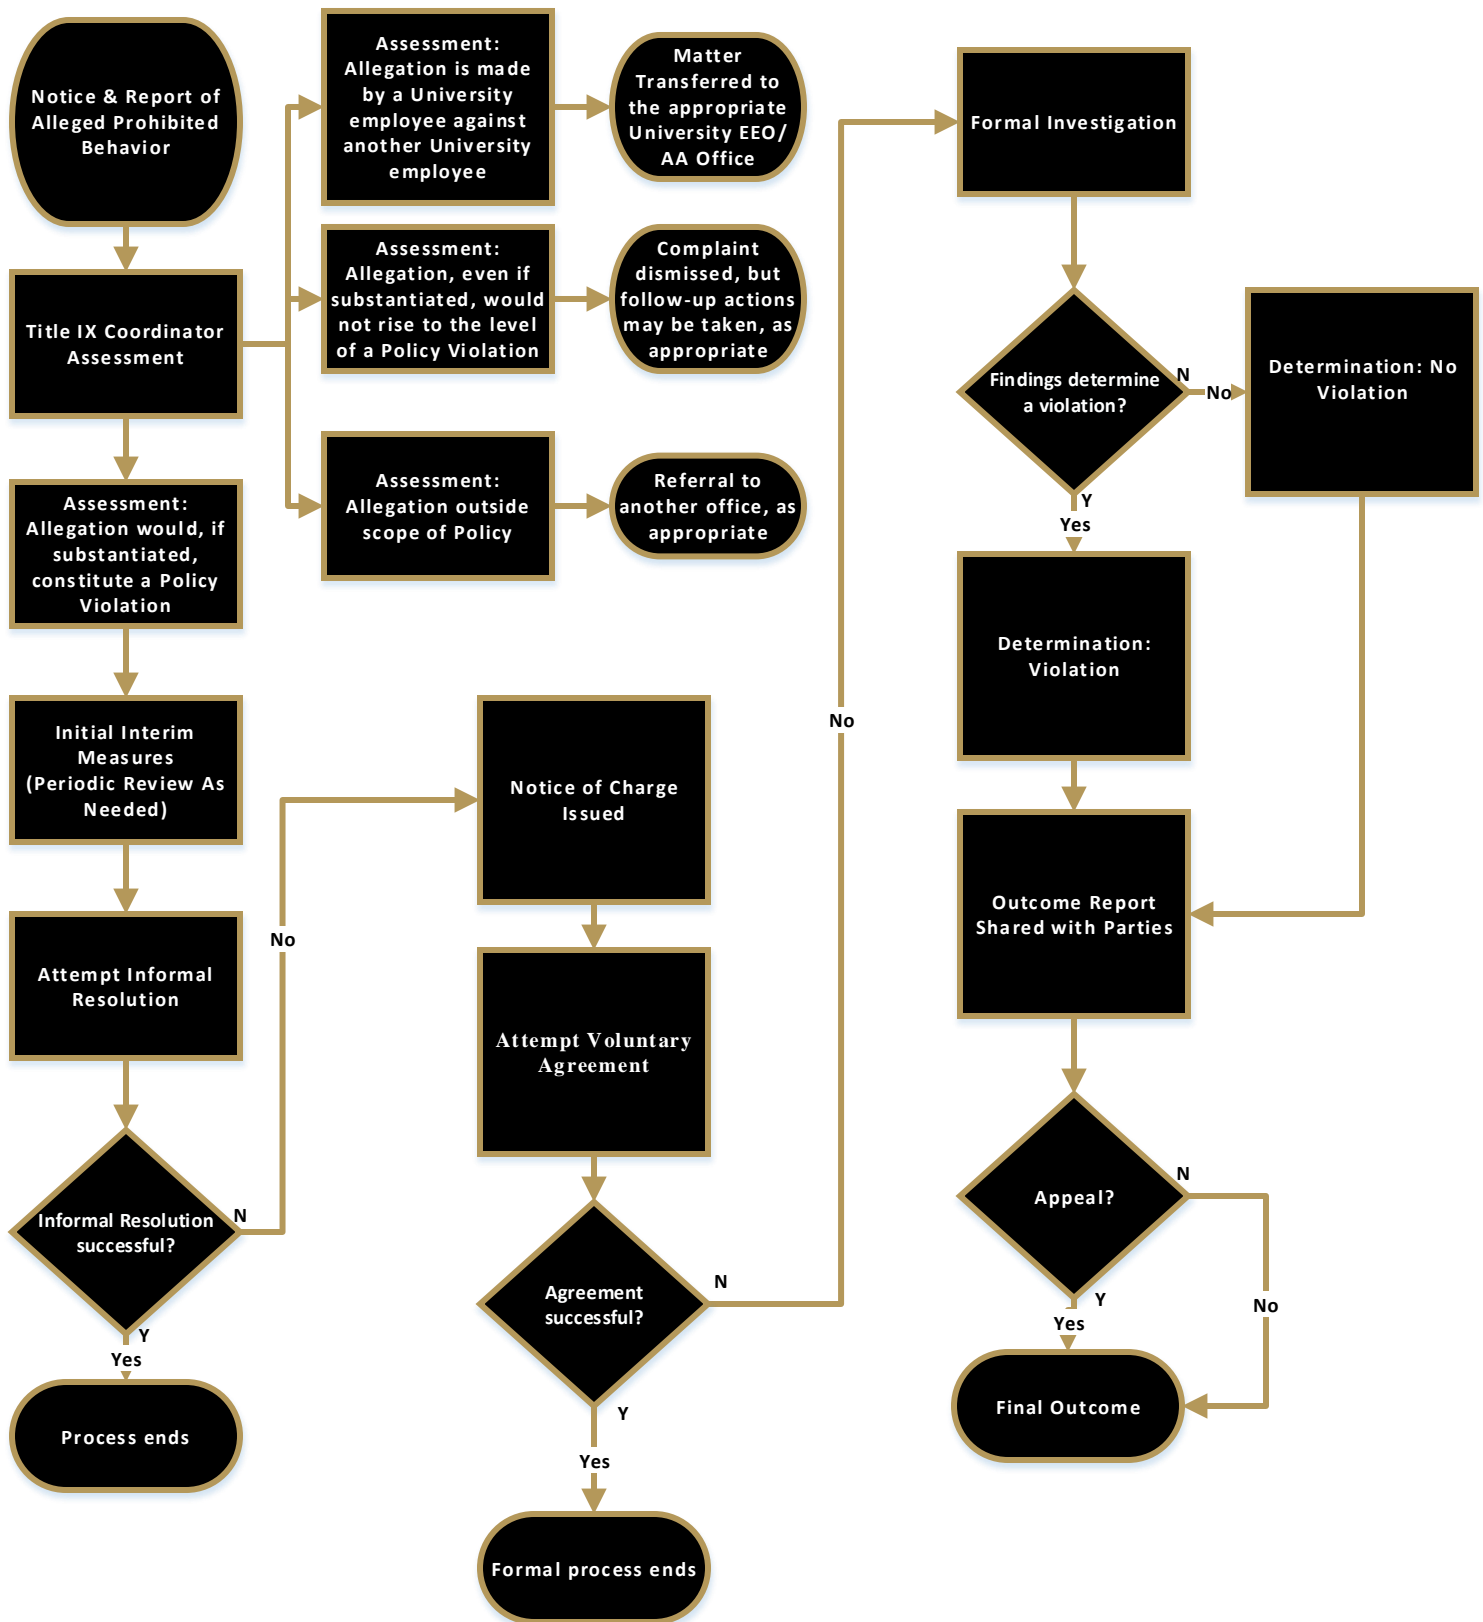 Notice & Report of
Alleged Prohibited
Behavior
Title IX Coordinator
Assessment
Assessment:
Allegation is made
by a University
employee against
another University
employee
Matter
Transferred to
the appropriate
University EEO/
AA Office
Assessment:
Allegation, even if
substantiated, would
not rise to the level
of a Policy Violation
Complaint
dismissed, but
follow-up actions
may be taken, as
appropriate
Assessment:
Allegation outside
scope of Policy
Referral to
another office, as
appropriate
Assessment:
Allegation would, if
substantiated,
constitute a Policy
Violation
Initial Interim
Measures
(Periodic Review As
Needed)
Attempt Informal
Resolution
Informal Resolution
successful?
N
No
Y
Yes
Process ends
Notice of Charge
Issued
Attempt Voluntary
Agreement
Agreement
successful?
N
No
Y
Yes
Formal process ends
Formal Investigation
Findings determine
a violation?
N
No
Determination: No
Violation
Y
Yes
Determination:
Violation
Outcome Report
Shared with Parties
Appeal?
N
No
Y
Yes
Final Outcome